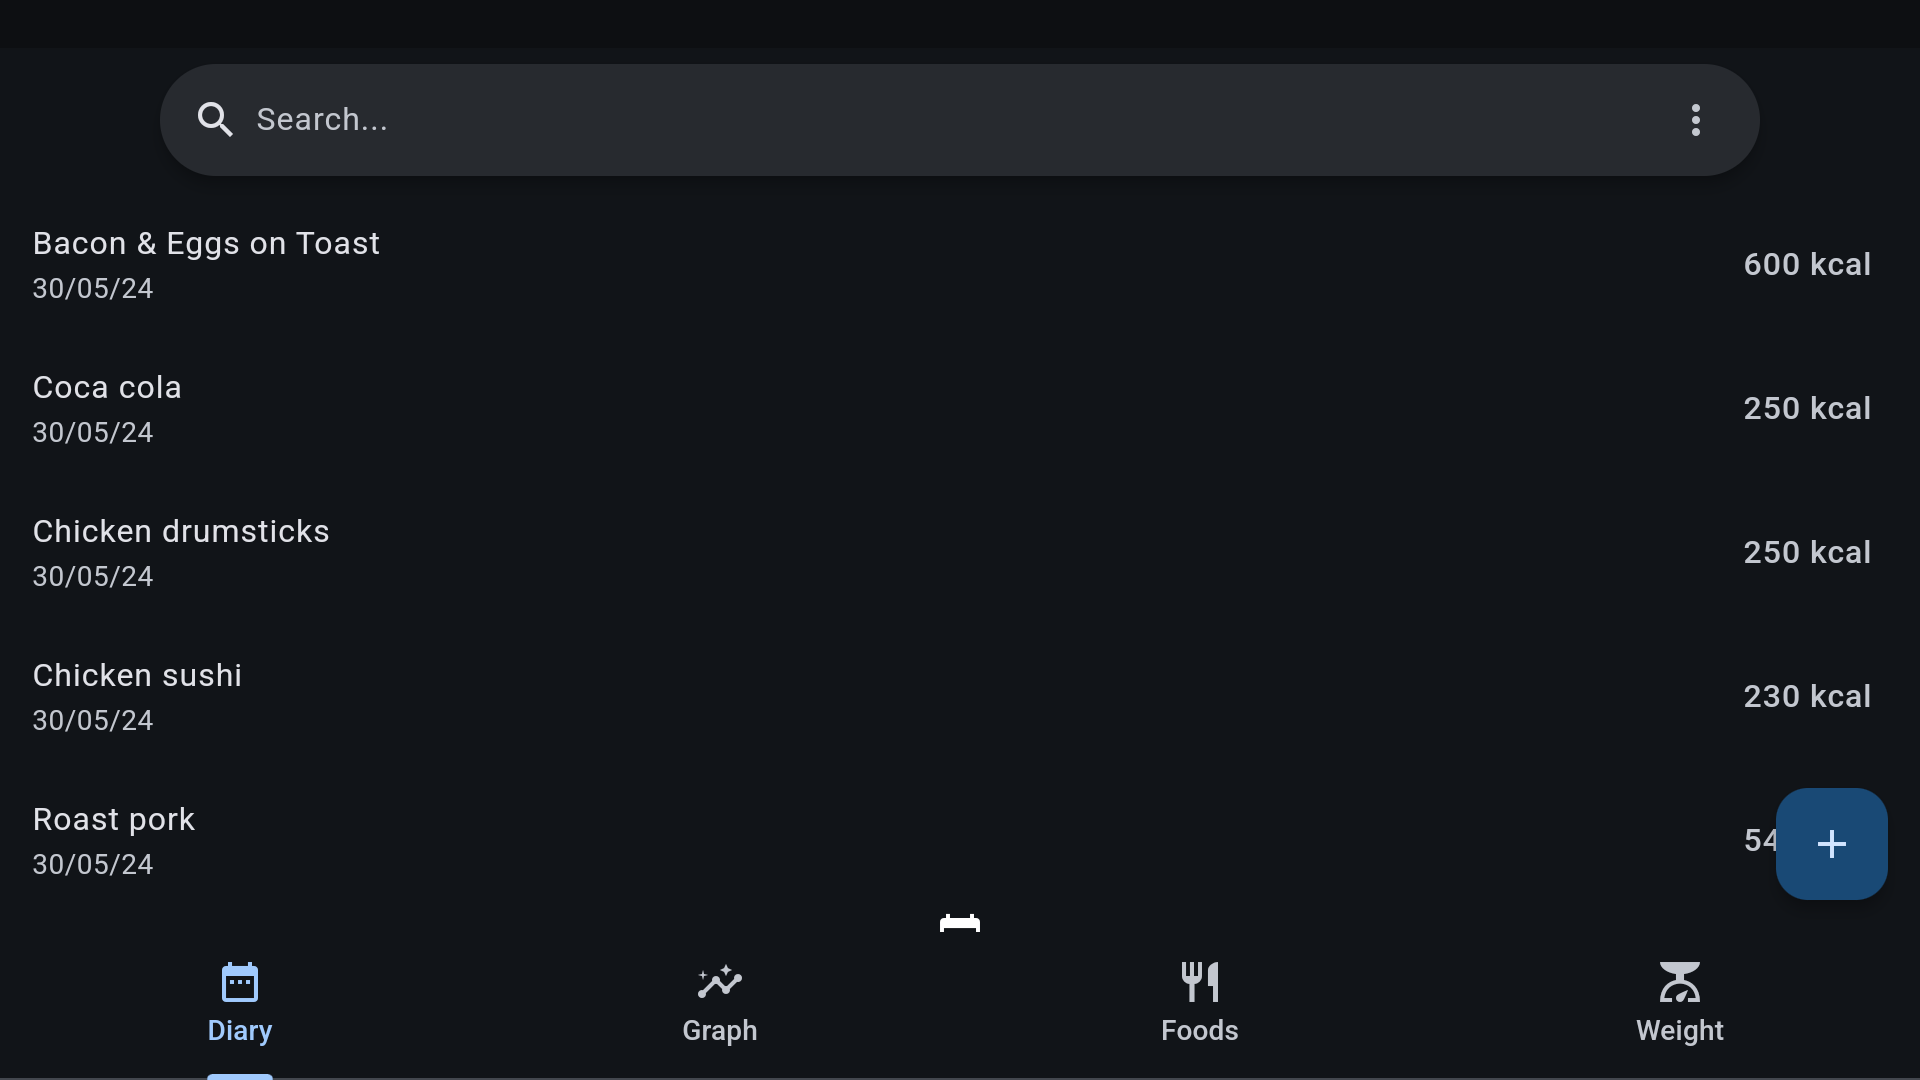 Search...
Bacon & Eggs on Toast
600 kcal
30/05/24
Coca cola
250 kcal
30/05/24
Chicken drumsticks
250 kcal
30/05/24
Chicken sushi
230 kcal
30/05/24
Roast pork
30/05/24
Diary
Graph
Foods
Weight